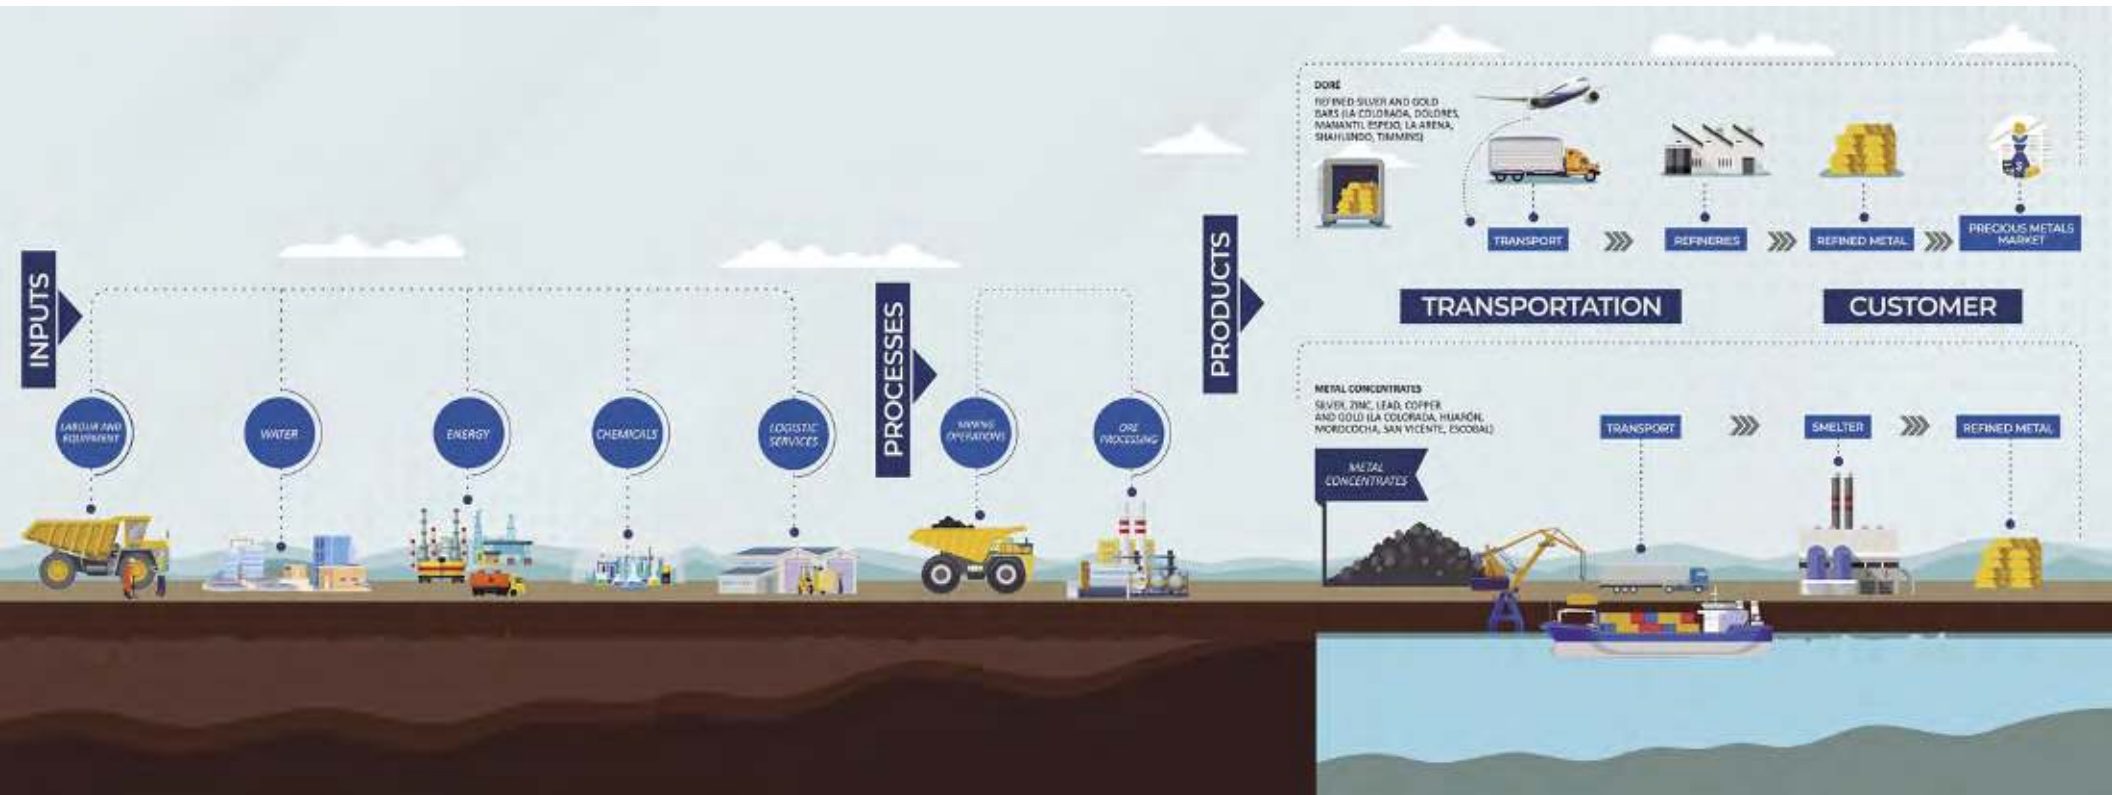 INPUTS
LABOUR AND
EQUIPMENT
WATER
ENERGY
CHEMICALS
LOGISTIC
SERVICES
PROCESSES
MINING
OPERATIONS
ORE
PROCESSING
PRODUCTS
DORÉ
REFINED SILVER AND GOLD
BARS (LA COLORADA, DOLORES,
MANANTIL ESPEJO, LA ARENA,
SHAHUINDO, TIMMINS)
TRANSPORT
REFINERIES
REFINED METAL
PRECIOUS METALS
MARKET
TRANSPORTATION
CUSTOMER
METAL CONCENTRATES
SILVER, ZINC, LEAD, COPPER
AND GOLD (LA COLORADA, HUARÓN,
MOROCOCHA, SAN VICENTE, ESCOBAL)
METAL
CONCENTRATES
TRANSPORT
SMELTER
REFINED METAL